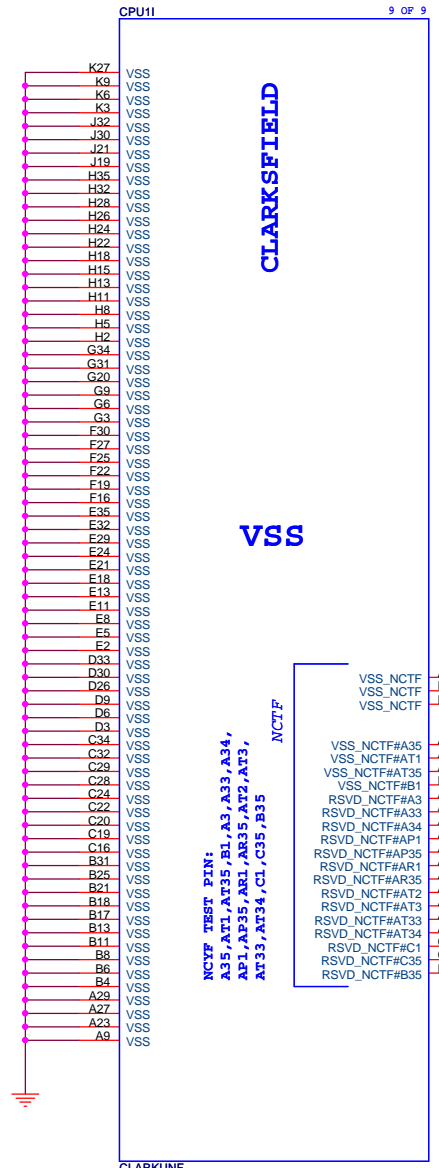 CPU1I
9 OF 9
K27 VSS
K9 VSS
K6 VSS
K3 VSS
J32 VSS
J30 VSS
J21 VSS
J19 VSS
H35 VSS
H32 VSS
H28 VSS
H26 VSS
H24 VSS
H22 VSS
H18 VSS
H15 VSS
H13 VSS
H11 VSS
H8 VSS
H5 VSS
H2 VSS
G34 VSS
G31 VSS
G20 VSS
G9 VSS
G6 VSS
G3 VSS
F30 VSS
F27 VSS
F25 VSS
F22 VSS
F19 VSS
F16 VSS
E35 VSS
E32 VSS
E29 VSS
E24 VSS
E21 VSS
E18 VSS
E13 VSS
E11 VSS
E8 VSS
E5 VSS
E2 VSS
D33 VSS
D30 VSS
D26 VSS
D9 VSS
D6 VSS
D3 VSS
C34 VSS
C32 VSS
C29 VSS
C28 VSS
C24 VSS
C22 VSS
C20 VSS
C19 VSS
C16 VSS
B31 VSS
B25 VSS
B21 VSS
B18 VSS
B17 VSS
B13 VSS
B11 VSS
B8 VSS
B6 VSS
B4 VSS
A29 VSS
A27 VSS
A23 VSS
A9 VSS
CLARKSFIELD
VSS
NCYF TEST PIN:
A35,AT1,AT35,B1,A3,A33,A34,
AP1,AP35,AR1,AR35,AT2,AT3,
AT33,AT34,C1,C35,B35
NCTF
VSS_NCTF
VSS_NCTF
VSS_NCTF
VSS_NCTF#A35
VSS_NCTF#AT1
VSS_NCTF#AT35
VSS_NCTF#B1
RSVD_NCTF#A3
RSVD_NCTF#A33
RSVD_NCTF#A34
RSVD_NCTF#AP1
RSVD_NCTF#AP35
RSVD_NCTF#AR1
RSVD_NCTF#AR35
RSVD_NCTF#AT2
RSVD_NCTF#AT3
RSVD_NCTF#AT33
RSVD_NCTF#AT34
RSVD_NCTF#C1
RSVD_NCTF#C35
RSVD_NCTF#B35